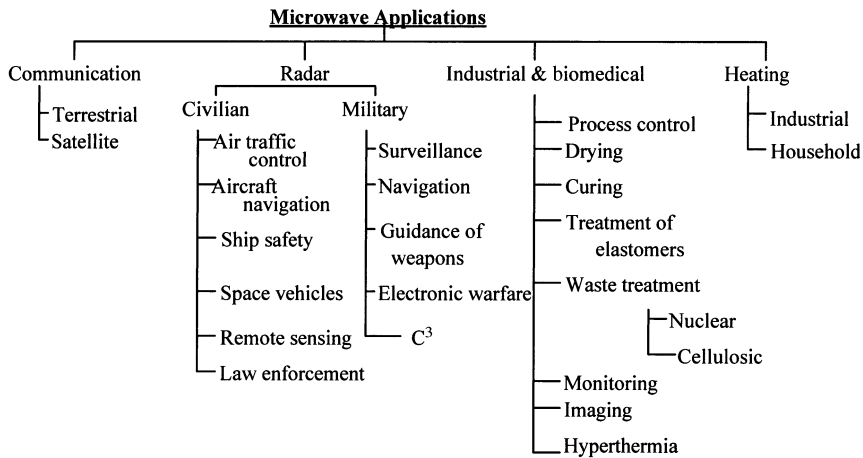 Microwave Applications
Communication
Terrestrial
Satellite
Radar
Civilian
Air traffic
control
Aircraft
navigation
Ship safety
Space vehicles
Remote sensing
Law enforcement
Military
Surveillance
Navigation
Guidance of
weapons
Electronic warfare
C³
Industrial & biomedical
Process control
Drying
Curing
Treatment of
elastomers
Waste treatment
Nuclear
Cellulosic
Monitoring
Imaging
Hyperthermia
Heating
Industrial
Household